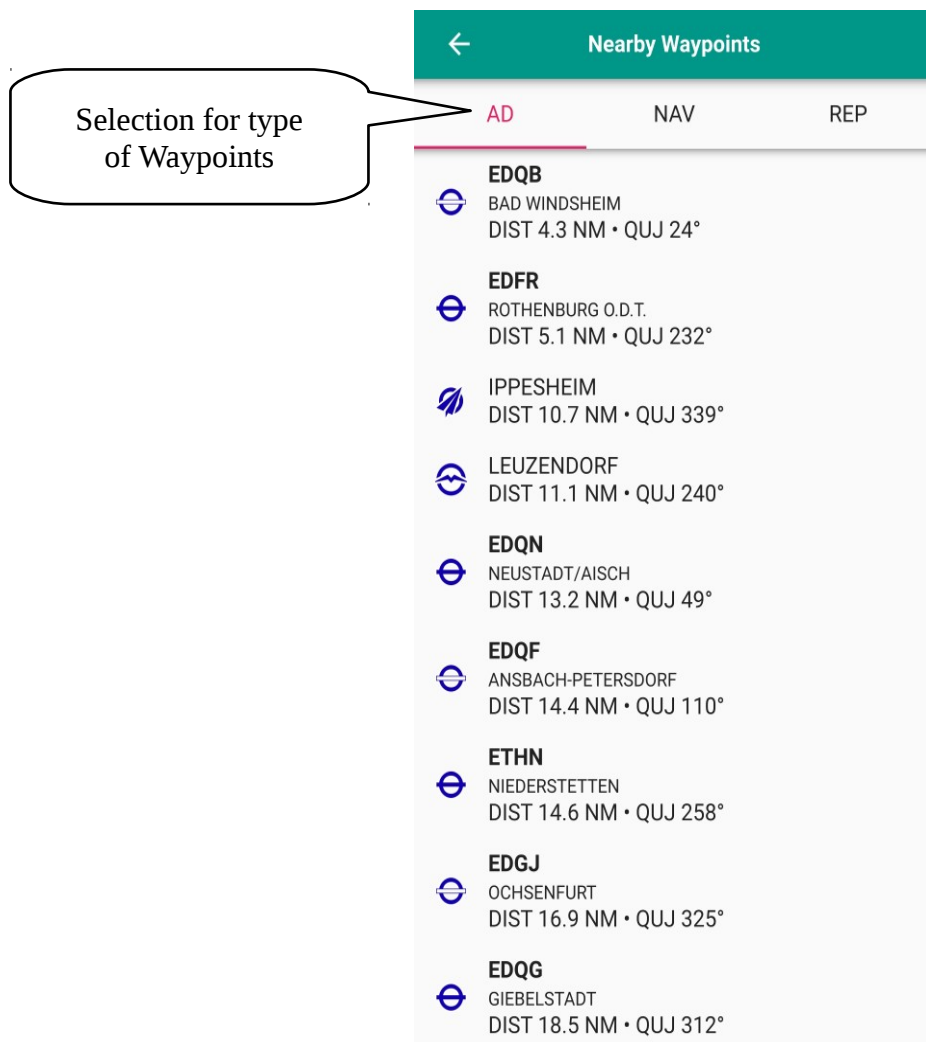 Nearby Waypoints
Selection for type
of Waypoints
AD NAV REP
EDQB
BAD WINDSHEIM
DIST 4.3 NM • QUJ 24°
EDFR
ROTHENBURG O.D.T.
DIST 5.1 NM • QUJ 232°
IPPESHEIM
DIST 10.7 NM • QUJ 339°
LEUZENDORF
DIST 11.1 NM • QUJ 240°
EDQN
NEUSTADT/AISCH
DIST 13.2 NM • QUJ 49°
EDQF
ANSBACH-PETERSDORF
DIST 14.4 NM • QUJ 110°
ETHN
NIEDERSTETTEN
DIST 14.6 NM • QUJ 258°
EDGJ
OCHSENFURT
DIST 16.9 NM • QUJ 325°
EDQG
GIEBELSTADT
DIST 18.5 NM • QUJ 312°